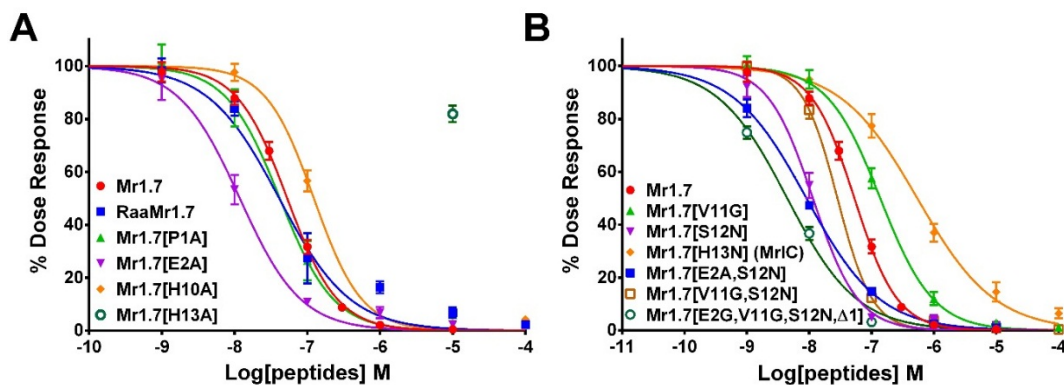 A
% Dose Response
100
80
60
40
20
0
Mr1.7
RaaMr1.7
Mr1.7[P1A]
Mr1.7[E2A]
Mr1.7[H10A]
Mr1.7[H13A]
-10 -9 -8 -7 -6 -5 -4
Log[peptides] M
B
% Dose Response
100
80
60
40
20
0
Mr1.7
Mr1.7[V11G]
Mr1.7[S12N]
Mr1.7[H13N] (MrIC)
Mr1.7[E2A,S12N]
Mr1.7[V11G,S12N]
Mr1.7[E2G,V11G,S12N,Δ1]
-11 -10 -9 -8 -7 -6 -5 -4
Log[peptides] M